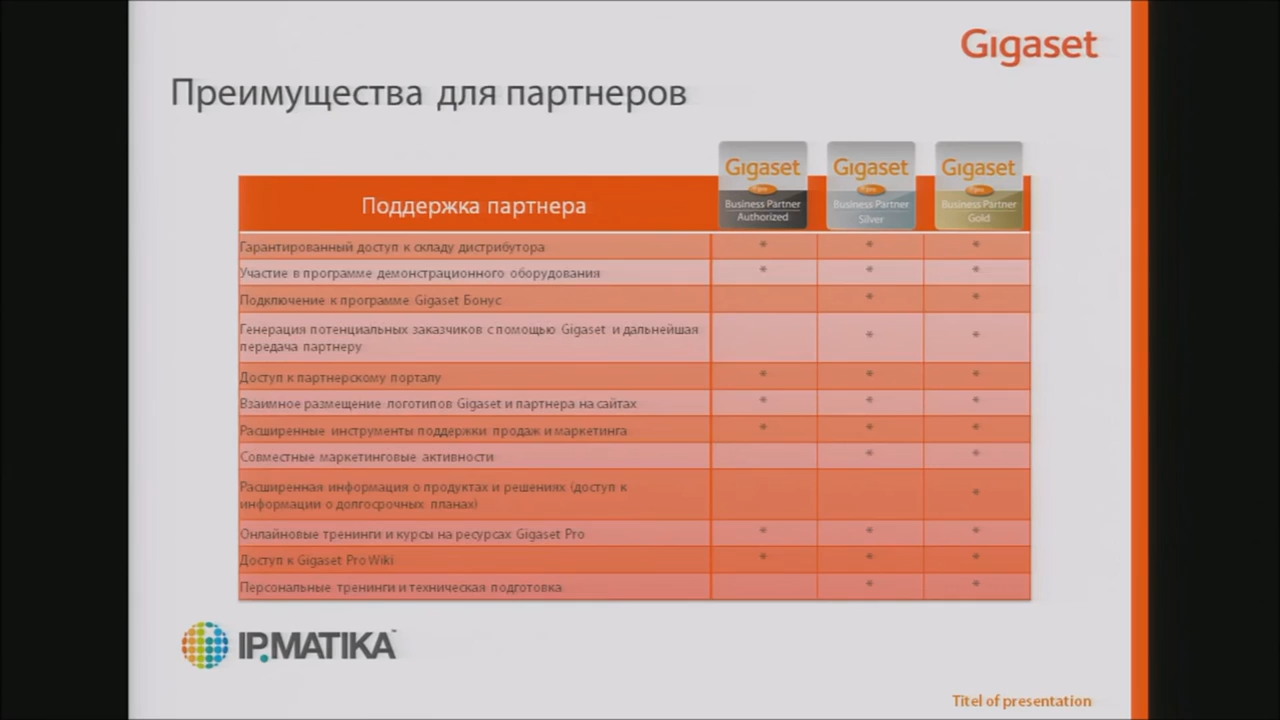 Gigaset
Преимущества для партнеров
Gigaset
pro
Business Partner
Authorized
Gigaset
pro
Business Partner
Silver
Gigaset
pro
Business Partner
Gold
Поддержка партнера
Гарантированный доступ к складу дистрибутора * * *
Участие в программе демонстрационного оборудования * * *
Подключение к программе Gigaset Бонус * *
Генерация потенциальных заказчиков с помощью Gigaset и дальнейшая
передача партнеру * *
Доступ к партнерскому порталу * * *
Взаимное размещение логотипов Gigaset и партнера на сайтах * * *
Расширенные инструменты поддержки продаж и маркетинга * * *
Совместные маркетинговые активности * *
Расширенная информация о продуктах и решениях (доступ к
информации о долгосрочных планах) *
Онлайновые тренинги и курсы на ресурсах Gigaset Pro * * *
Доступ к Gigaset Pro Wiki * * *
Персональные тренинги и техническая подготовка * *
IP.MATIKA™
Titel of presentation